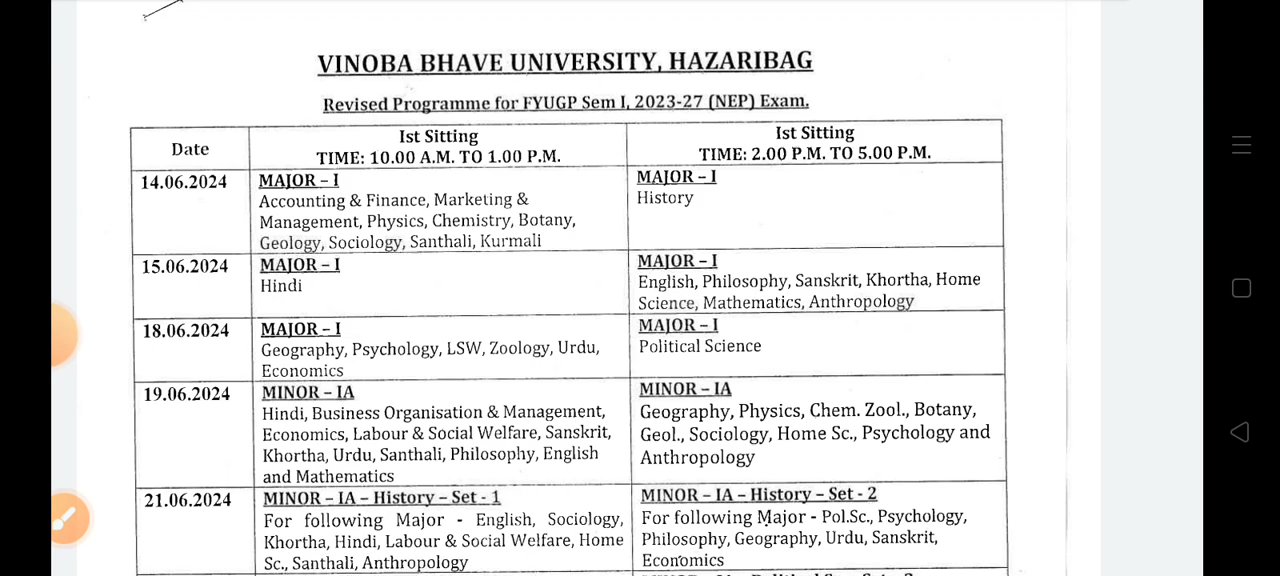 VINOBA BHAVE UNIVERSITY, HAZARIBAG
Revised Programme for FYUGP Sem I, 2023-27 (NEP) Exam.
Date
Ist Sitting
TIME: 10.00 A.M. TO 1.00 P.M.
Ist Sitting
TIME: 2.00 P.M. TO 5.00 P.M.
14.06.2024
MAJOR – I
Accounting & Finance, Marketing &
Management, Physics, Chemistry, Botany,
Geology, Sociology, Santhali, Kurmali
MAJOR – I
History
15.06.2024
MAJOR – I
Hindi
MAJOR – I
English, Philosophy, Sanskrit, Khortha, Home
Science, Mathematics, Anthropology
18.06.2024
MAJOR – I
Geography, Psychology, LSW, Zoology, Urdu,
Economics
MAJOR – I
Political Science
19.06.2024
MINOR – IA
Hindi, Business Organisation & Management,
Economics, Labour & Social Welfare, Sanskrit,
Khortha, Urdu, Santhali, Philosophy, English
and Mathematics
MINOR – IA
Geography, Physics, Chem. Zool., Botany,
Geol., Sociology, Home Sc., Psychology and
Anthropology
21.06.2024
MINOR – IA – History – Set - 1
For following Major - English, Sociology,
Khortha, Hindi, Labour & Social Welfare, Home
Sc., Santhali, Anthropology
MINOR – IA – History – Set - 2
For following Major - Pol.Sc., Psychology,
Philosophy, Geography, Urdu, Sanskrit,
Economics